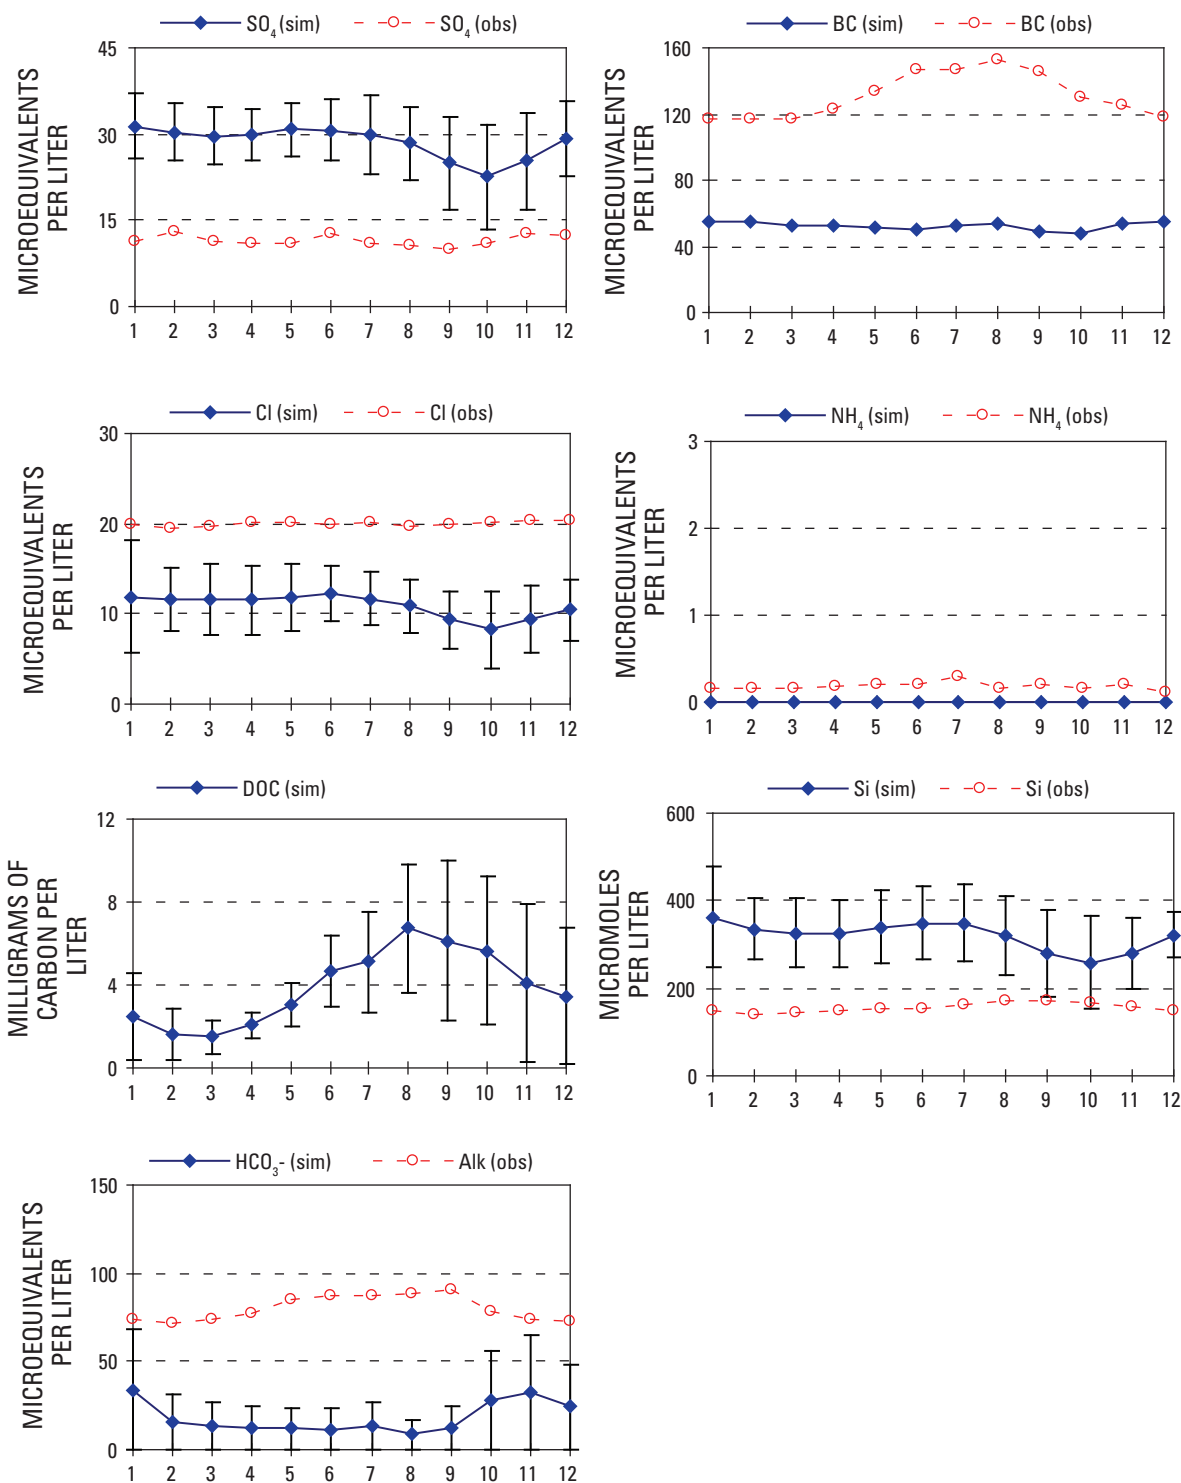 SO₄ (sim) SO₄ (obs)
MICROEQUIVALENTS
PER LITER
45
30
15
0
1 2 3 4 5 6 7 8 9 10 11 12
BC (sim) BC (obs)
MICROEQUIVALENTS
PER LITER
160
120
80
40
0
1 2 3 4 5 6 7 8 9 10 11 12
Cl (sim) Cl (obs)
MICROEQUIVALENTS
PER LITER
30
20
10
0
1 2 3 4 5 6 7 8 9 10 11 12
NH₄ (sim) NH₄ (obs)
MICROEQUIVALENTS
PER LITER
3
2
1
0
1 2 3 4 5 6 7 8 9 10 11 12
DOC (sim)
MILLIGRAMS OF
CARBON PER
LITER
12
8
4
0
1 2 3 4 5 6 7 8 9 10 11 12
Si (sim) Si (obs)
MICROMOLES
PER LITER
600
400
200
0
1 2 3 4 5 6 7 8 9 10 11 12
HCO₃- (sim) Alk (obs)
MICROEQUIVALENTS
PER LITER
150
100
50
0
1 2 3 4 5 6 7 8 9 10 11 12